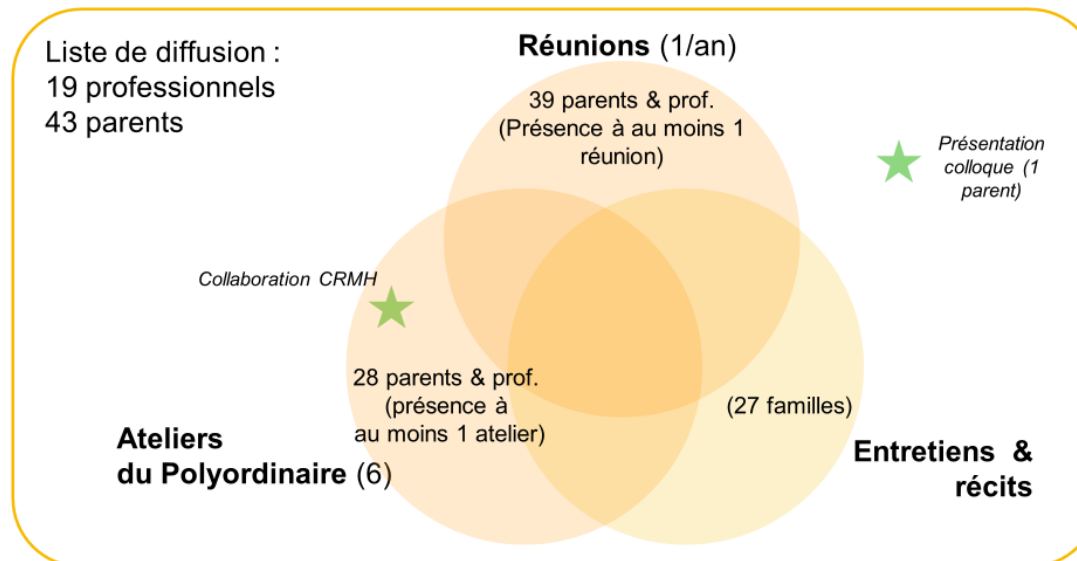 Liste de diffusion :
19 professionnels
43 parents
Réunions (1/an)
39 parents & prof.
(Présence à au moins 1
réunion)
Présentation
colloque (1
parent)
Collaboration CRMH
28 parents & prof.
(présence à
au moins 1 atelier)
(27 familles)
Ateliers
du Polyordinaire (6)
Entretiens &
récits